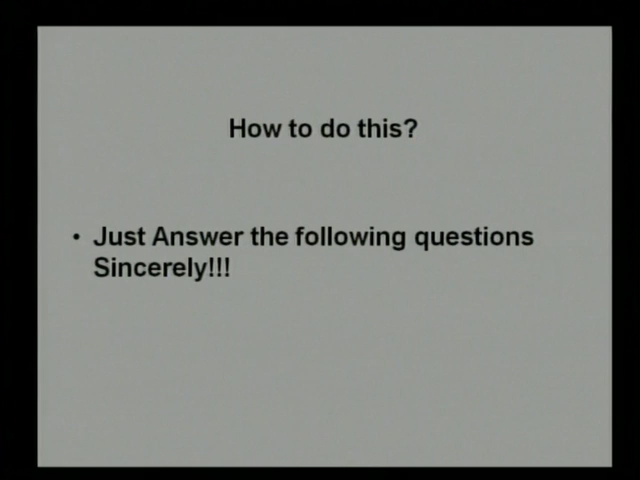 How to do this?
• Just Answer the following questions
Sincerely!!!